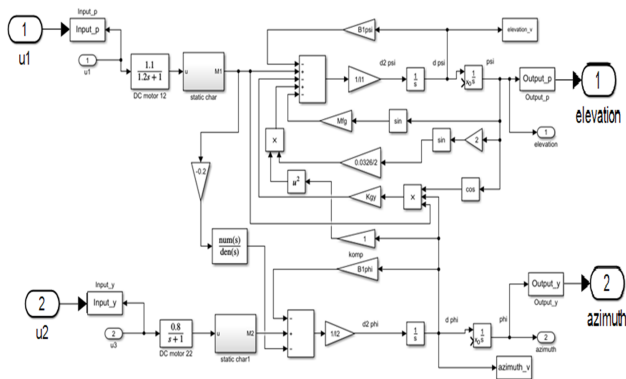 1
u1
Input_p
Input_p
1
u1
1.1
1.2s + 1
DC motor 12
u
M1
static char
B1psi
elevation_v
1/I1
d2 psi
1
s
d psi
1
s
x₀
psi
Output_p
Output_p
1
elevation
1
elevation
Mfg
sin
x
0.0326/2
sin
2
u²
Kgy
x
cos
1
komp
-0.2
num(s)
den(s)
B1phi
2
u2
Input_y
Input_y
2
u3
0.8
s + 1
DC motor 22
u
M2
static char1
1/I2
d2 phi
1
s
d phi
1
s
x₀
phi
Output_y
Output_y
2
azimuth
2
azimuth
azimuth_v